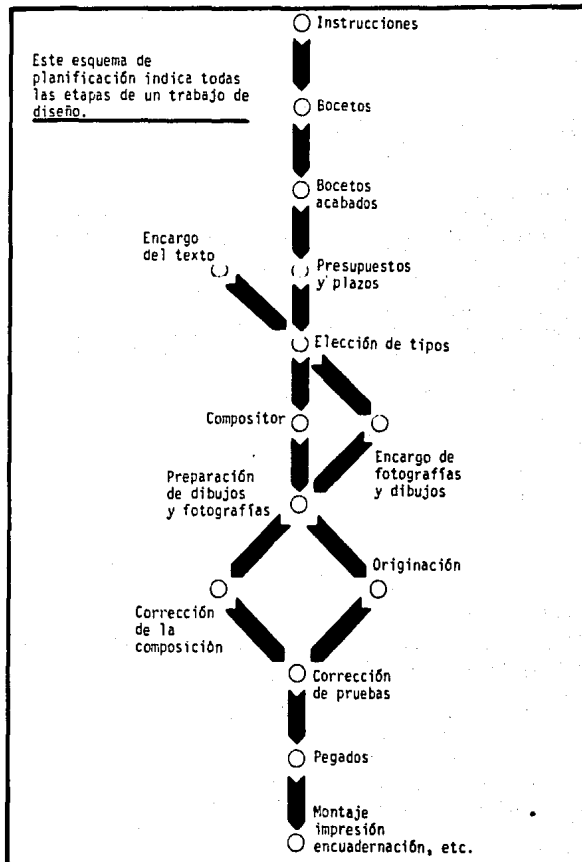 Instrucciones
Este esquema de
planificación indica todas
las etapas de un trabajo de
diseño.
Bocetos
Bocetos
acabados
Encargo
del texto
Presupuestos
y plazos
Elección de tipos
Compositor
Encargo de
fotografías
y dibujos
Preparación
de dibujos
y fotografías
Originación
Corrección
de la
composición
Corrección
de pruebas
Pegados
Montaje
impresión
encuadernación, etc.